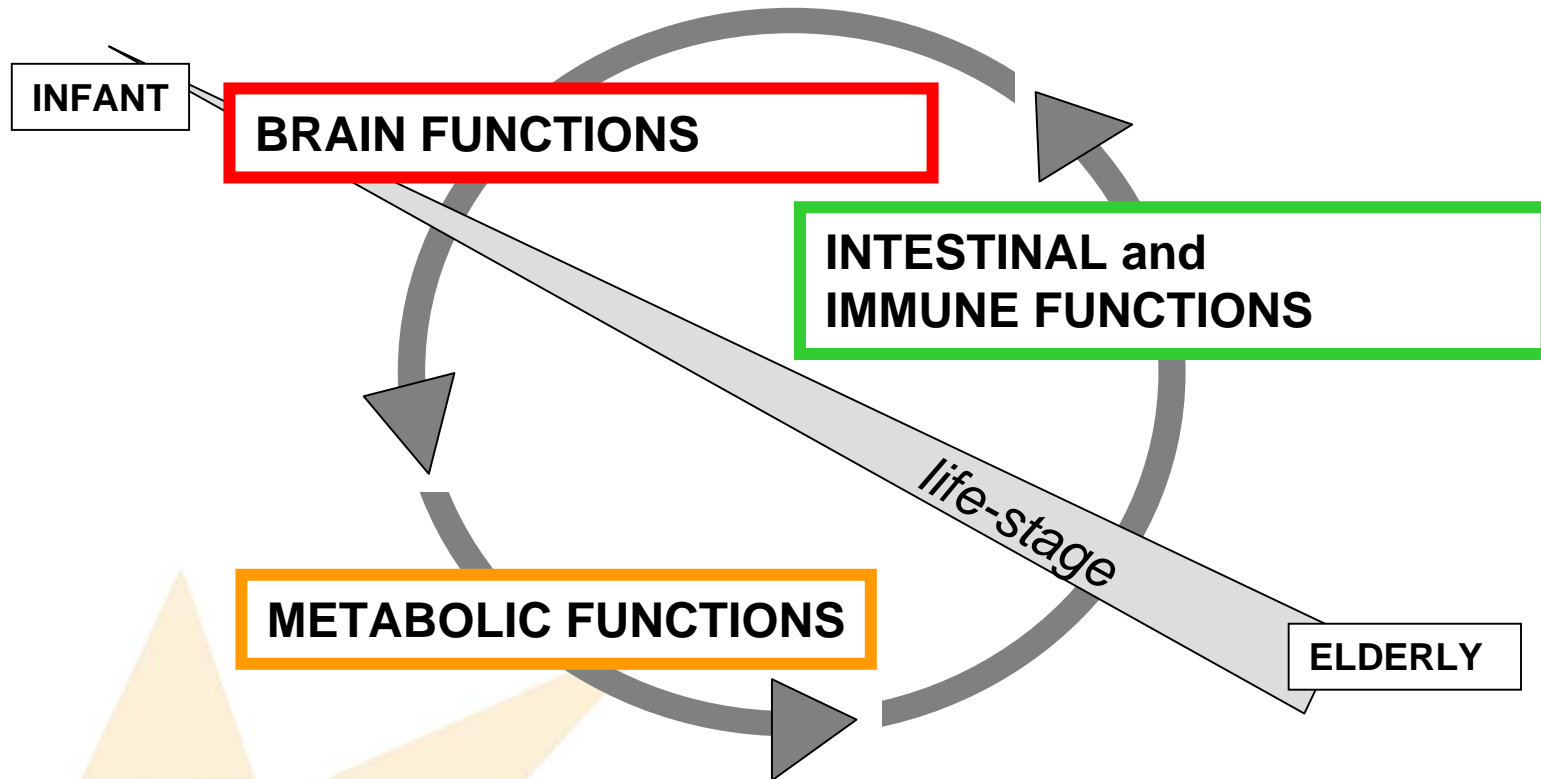 INFANT
BRAIN FUNCTIONS
INTESTINAL and
IMMUNE FUNCTIONS
life-stage
METABOLIC FUNCTIONS
ELDERLY